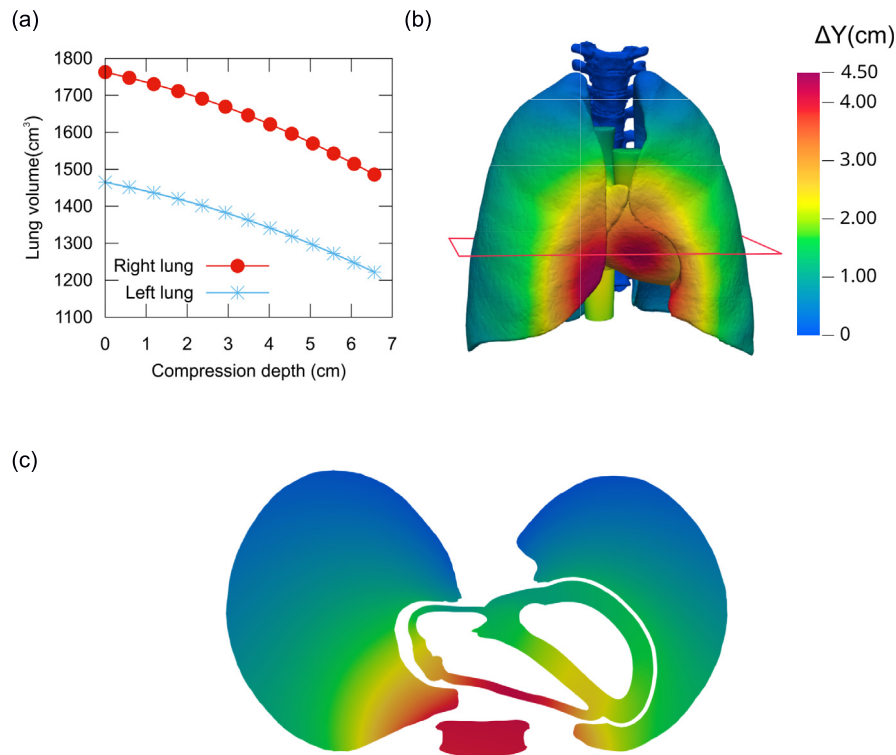 (a)
1800
1700
1600
1500
1400
1300
1200
1100
Lung volume(cm³)
Right lung
Left lung
0 1 2 3 4 5 6 7
Compression depth (cm)
(b)
ΔY(cm)
4.50
4.00
3.00
2.00
1.00
0
(c)